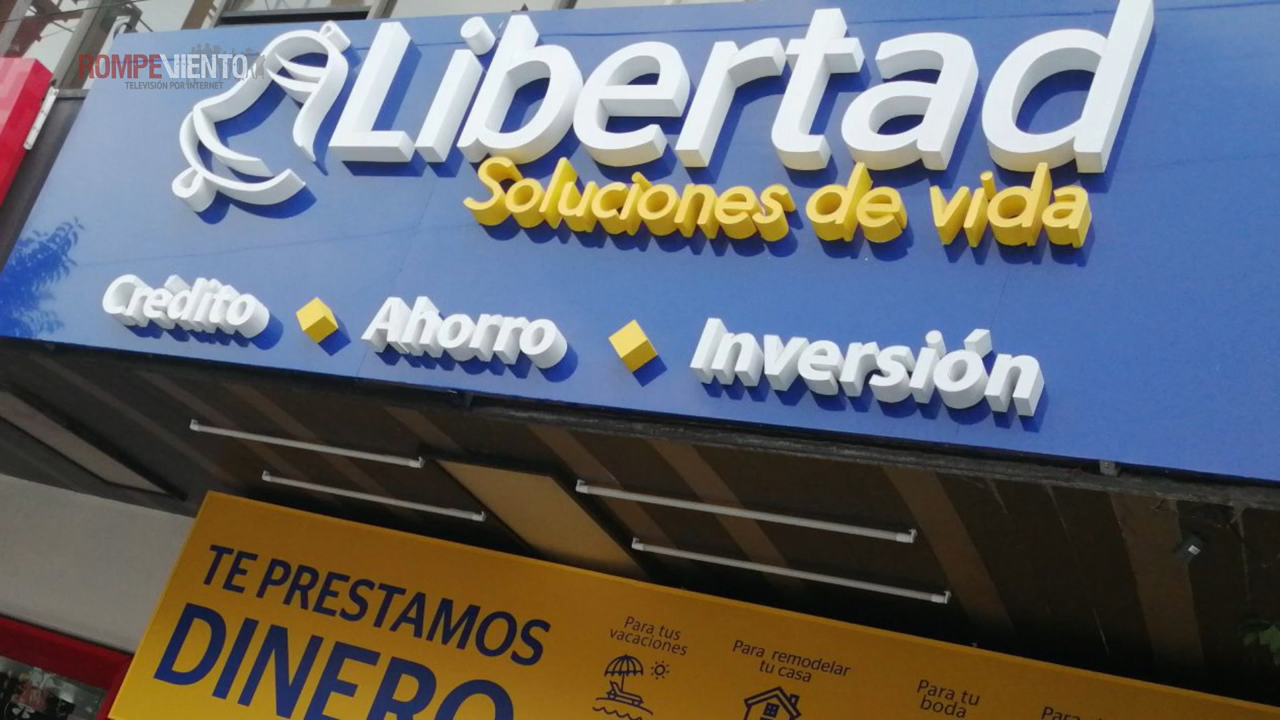 ROMPEVIENTO
TELEVISIÓN POR INTERNET
Libertad
Soluciones de vida
Crédito Ahorro Inversión
TE PRESTAMOS
DINERO
Para tus
vacaciones
Para remodelar
tu casa
Para tu
boda